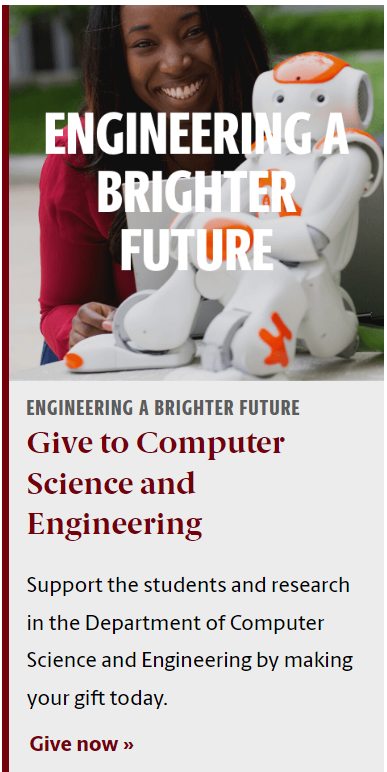 ENGINEERING A
BRIGHTER
FUTURE
ENGINEERING A BRIGHTER FUTURE
Give to Computer
Science and
Engineering
Support the students and research
in the Department of Computer
Science and Engineering by making
your gift today.
Give now »